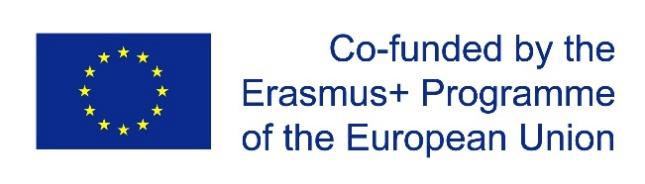 Co-funded by the
Erasmus+ Programme
of the European Union